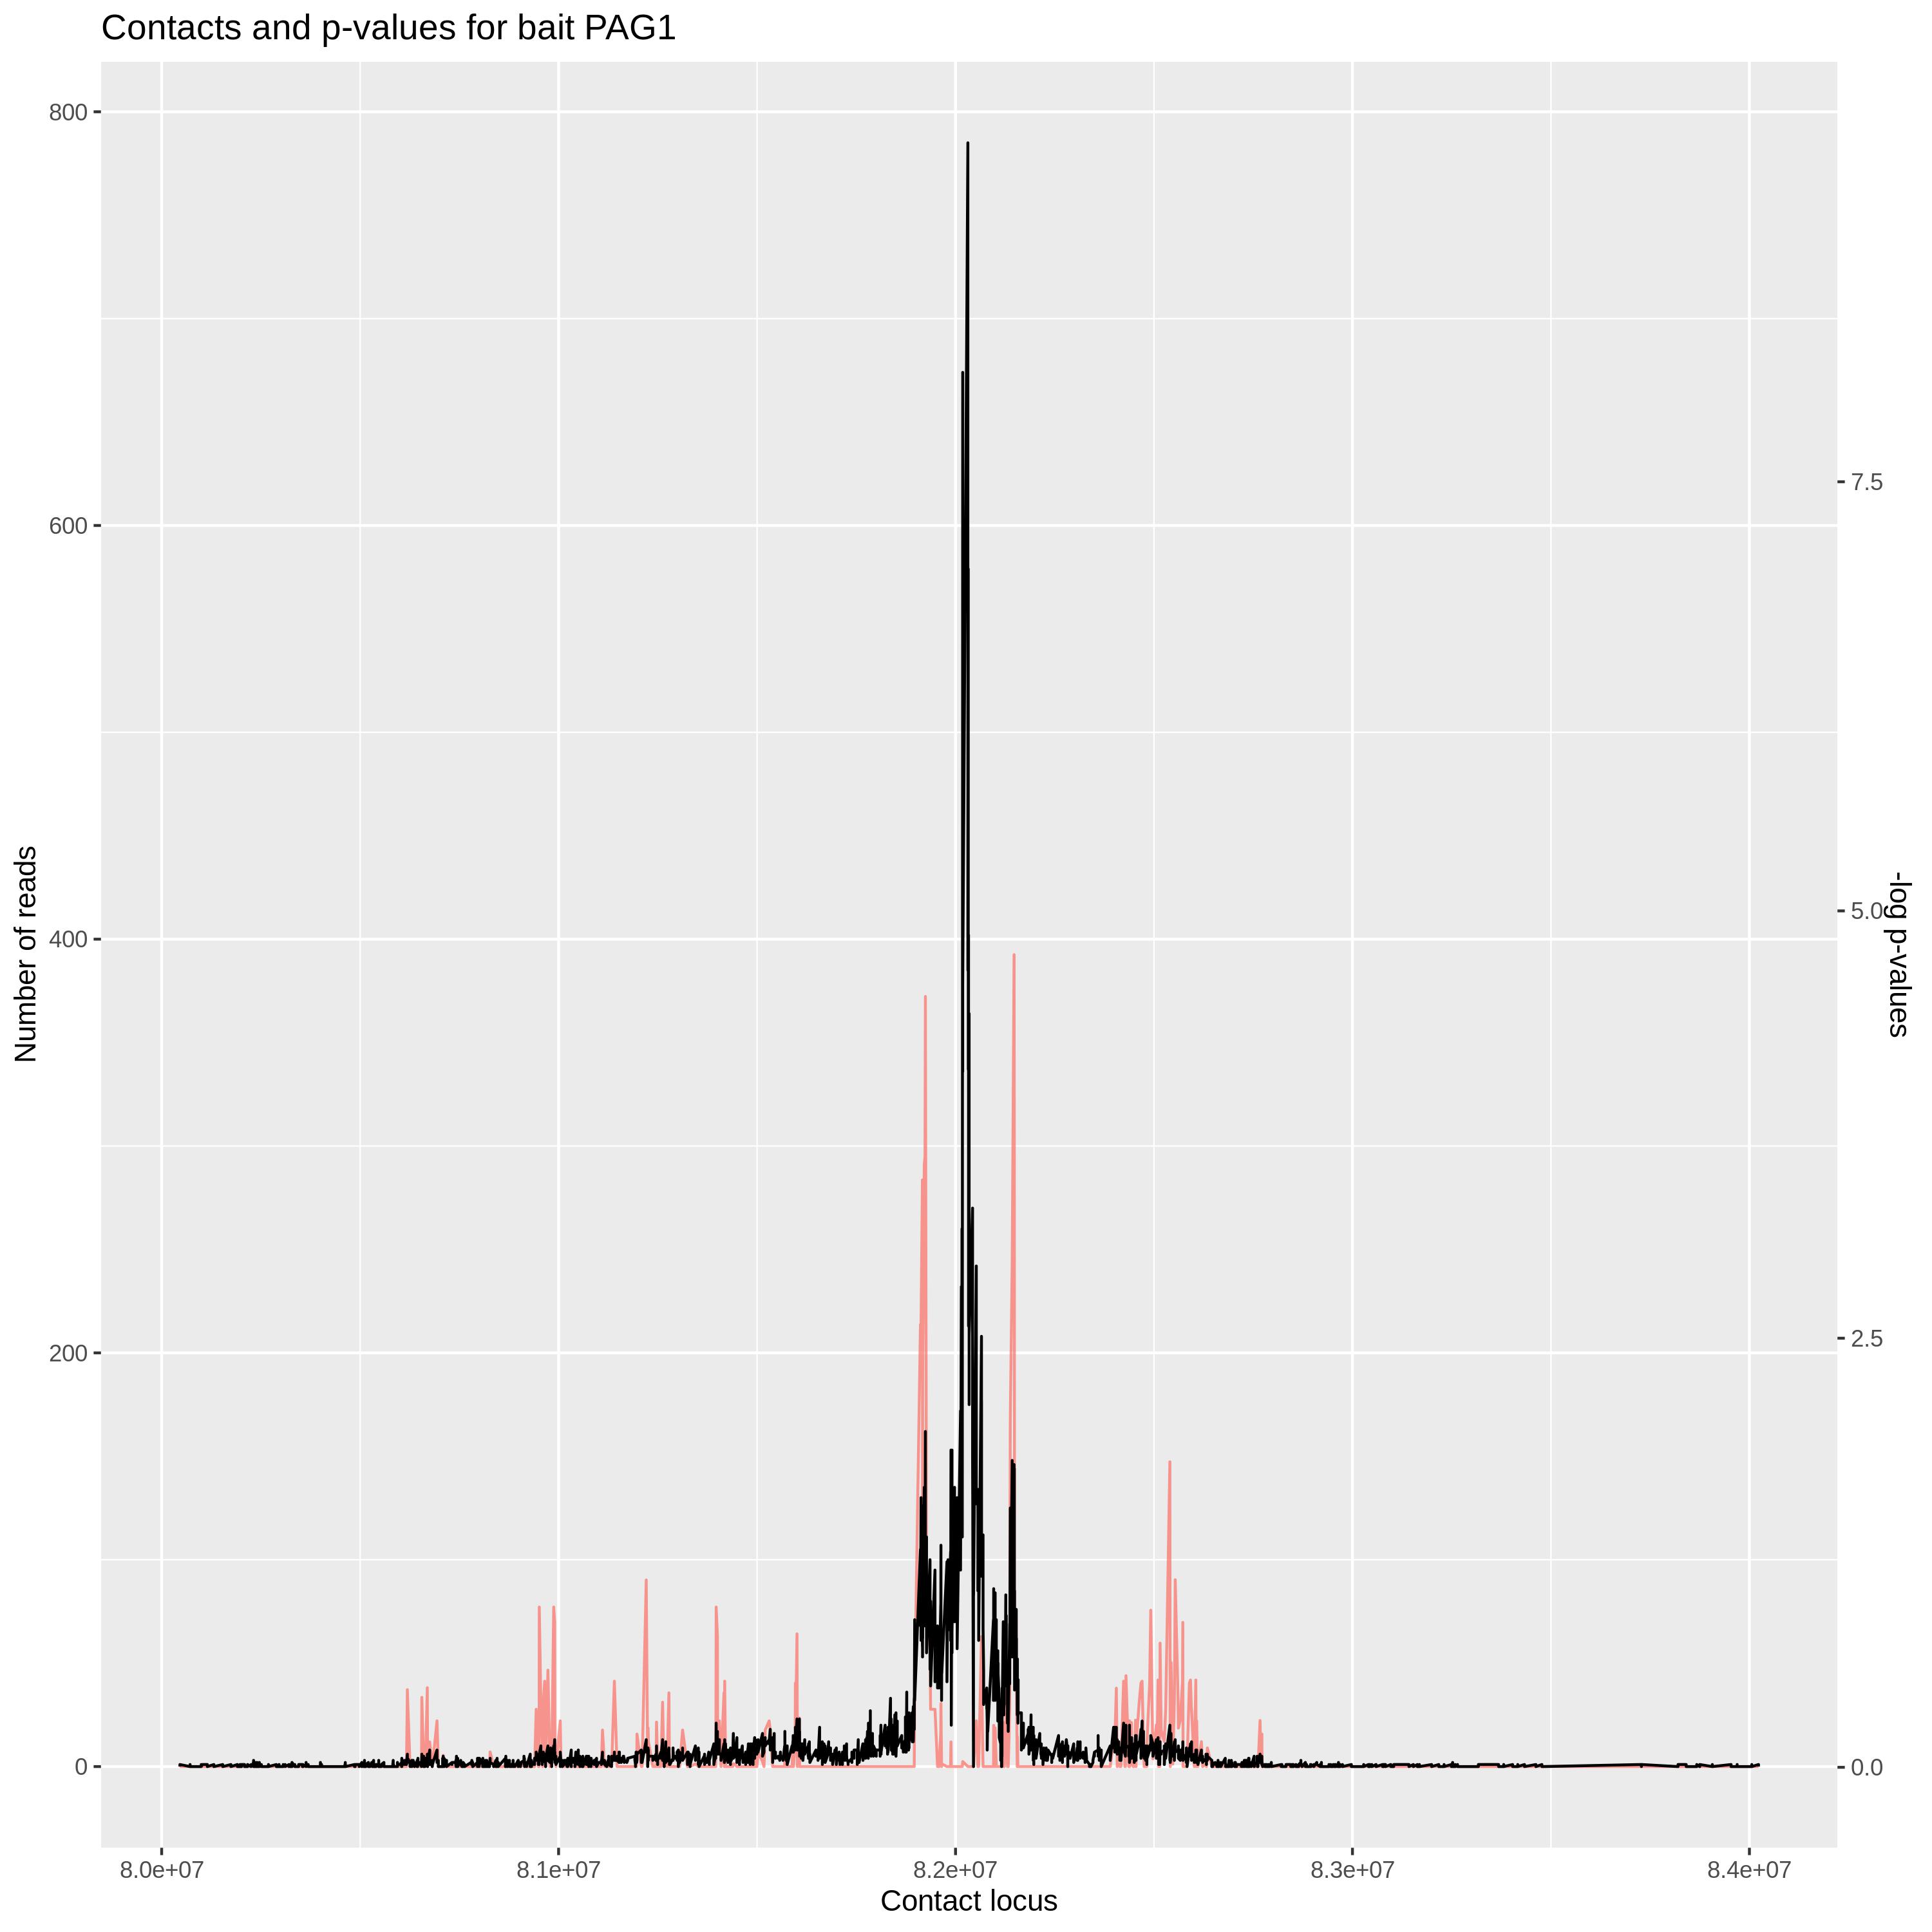 Contacts and p-values for bait PAG1
800
600
400
200
0
Number of reads
7.5
5.0
2.5
0.0
-log p-values
8.0e+07 8.1e+07 8.2e+07 8.3e+07 8.4e+07
Contact locus